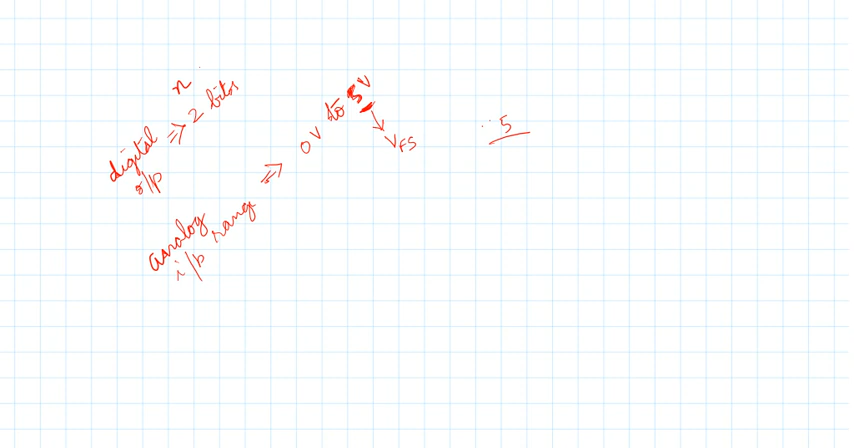 n
digital o/p => 2 bits
analog i/p range => 0V to 5V
VFS
5